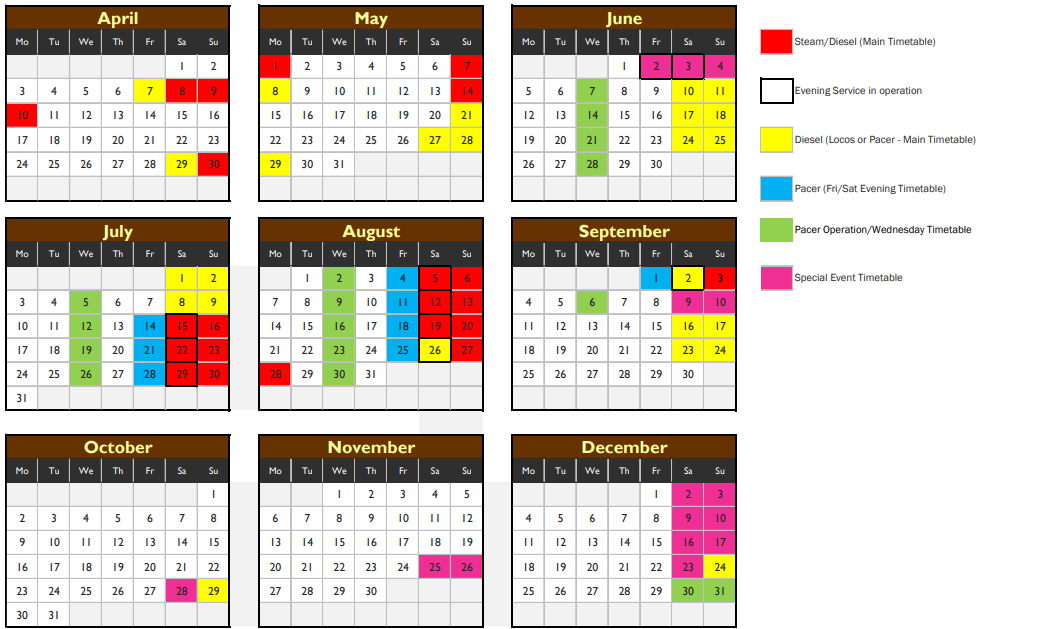 April May June
Mo Tu We Th Fr Sa Su Mo Tu We Th Fr Sa Su Mo Tu We Th Fr Sa Su
1 2 1 2 3 4 5 6 7 1 2 3 4
3 4 5 6 7 8 9 8 9 10 11 12 13 14 5 6 7 8 9 10 11
10 11 12 13 14 15 16 15 16 17 18 19 20 21 12 13 14 15 16 17 18
17 18 19 20 21 22 23 22 23 24 25 26 27 28 19 20 21 22 23 24 25
24 25 26 27 28 29 30 29 30 31 26 27 28 29 30
Steam/Diesel (Main Timetable)
Evening Service in operation
Diesel (Locos or Pacer - Main Timetable)
Pacer (Fri/Sat Evening Timetable)
Pacer Operation/Wednesday Timetable
Special Event Timetable
July August September
Mo Tu We Th Fr Sa Su Mo Tu We Th Fr Sa Su Mo Tu We Th Fr Sa Su
1 2 1 2 3 4 5 6 1 2 3
3 4 5 6 7 8 9 7 8 9 10 11 12 13 4 5 6 7 8 9 10
10 11 12 13 14 15 16 14 15 16 17 18 19 20 11 12 13 14 15 16 17
17 18 19 20 21 22 23 21 22 23 24 25 26 27 18 19 20 21 22 23 24
24 25 26 27 28 29 30 28 29 30 31 25 26 27 28 29 30
31
October November December
Mo Tu We Th Fr Sa Su Mo Tu We Th Fr Sa Su Mo Tu We Th Fr Sa Su
1 1 2 3 4 5 1 2 3
2 3 4 5 6 7 8 6 7 8 9 10 11 12 4 5 6 7 8 9 10
9 10 11 12 13 14 15 13 14 15 16 17 18 19 11 12 13 14 15 16 17
16 17 18 19 20 21 22 20 21 22 23 24 25 26 18 19 20 21 22 23 24
23 24 25 26 27 28 29 27 28 29 30 25 26 27 28 29 30 31
30 31